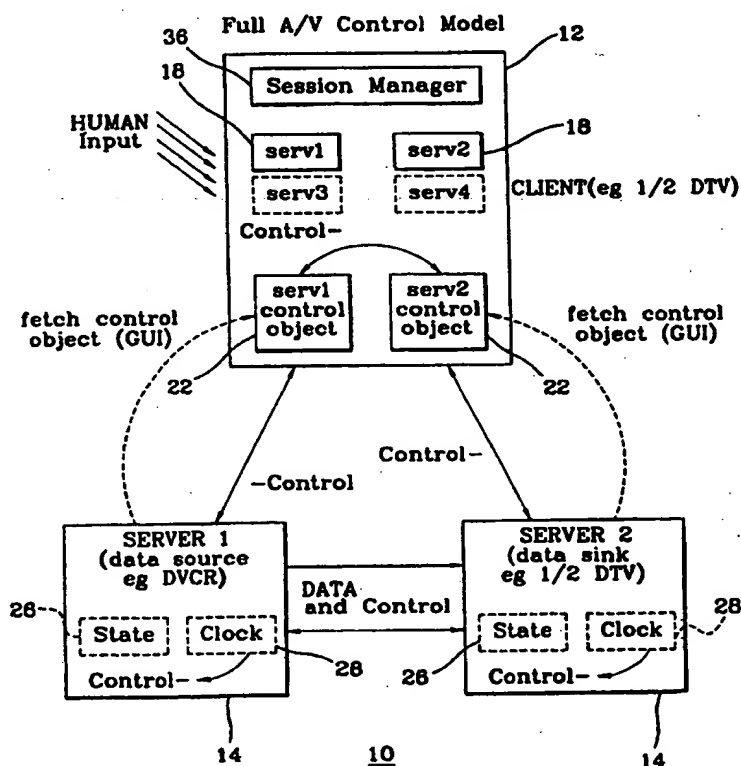 Full A/V Control Model
36
12
Session Manager
18
18
HUMAN
Input
serv1
serv2
serv3
serv4
CLIENT(eg 1/2 DTV)
Control-
serv1
control
object
serv2
control
object
fetch control
object (GUI)
fetch control
object (GUI)
22
22
-Control
Control-
SERVER 1
(data source
eg DVCR)
SERVER 2
(data sink
eg 1/2 DTV)
DATA
and Control
26
State
Clock
28
State
Clock
28
26
Control-
Control-
14
10
14